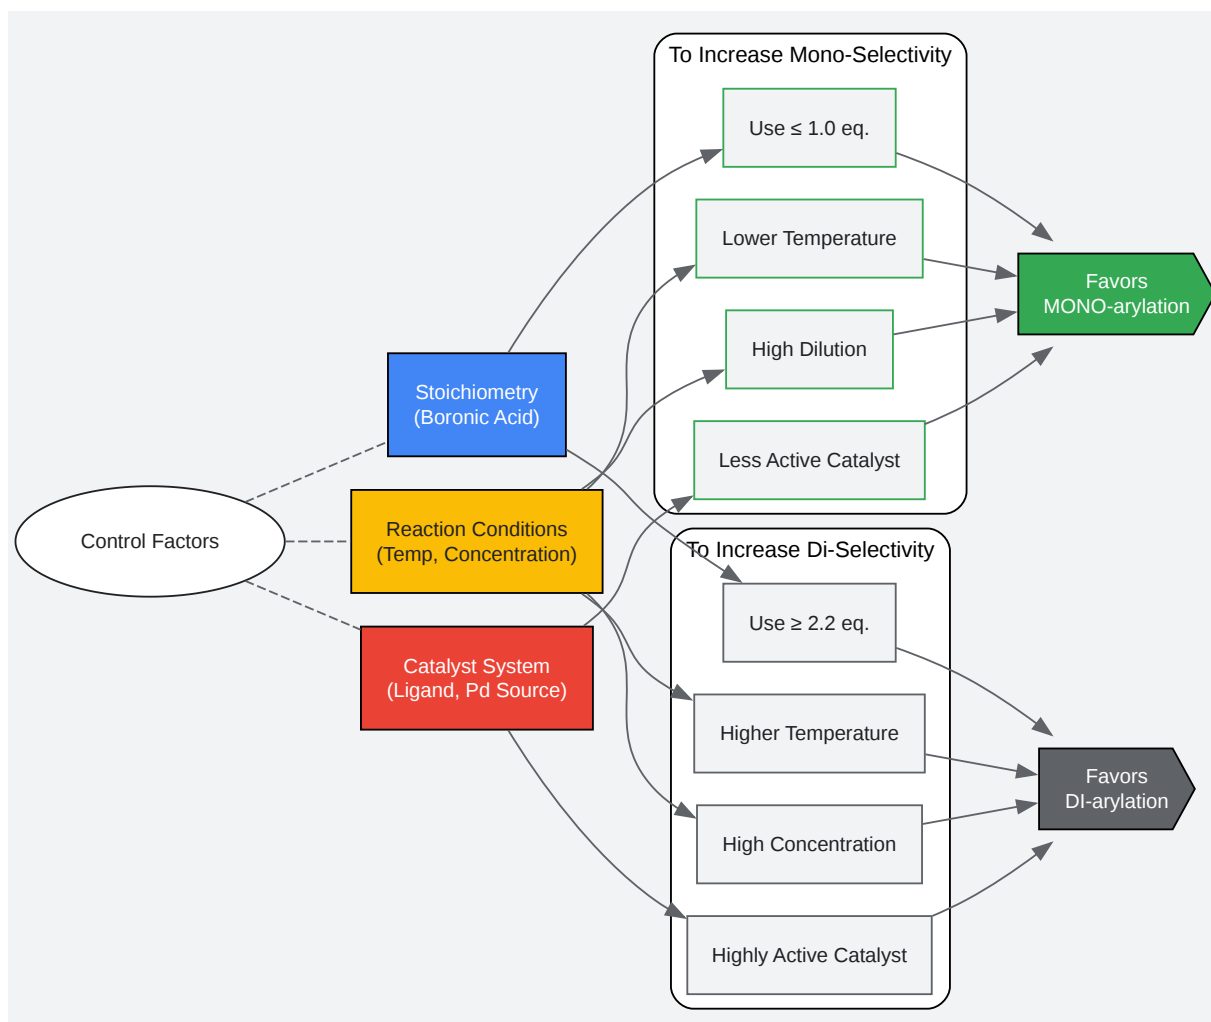 To Increase Mono-Selectivity
Use ≤ 1.0 eq.
Lower Temperature
High Dilution
Less Active Catalyst
Favors
MONO-arylation
Stoichiometry
(Boronic Acid)
Control Factors
Reaction Conditions
(Temp, Concentration)
Catalyst System
(Ligand, Pd Source)
To Increase Di-Selectivity
Use ≥ 2.2 eq.
Higher Temperature
High Concentration
Highly Active Catalyst
Favors
DI-arylation